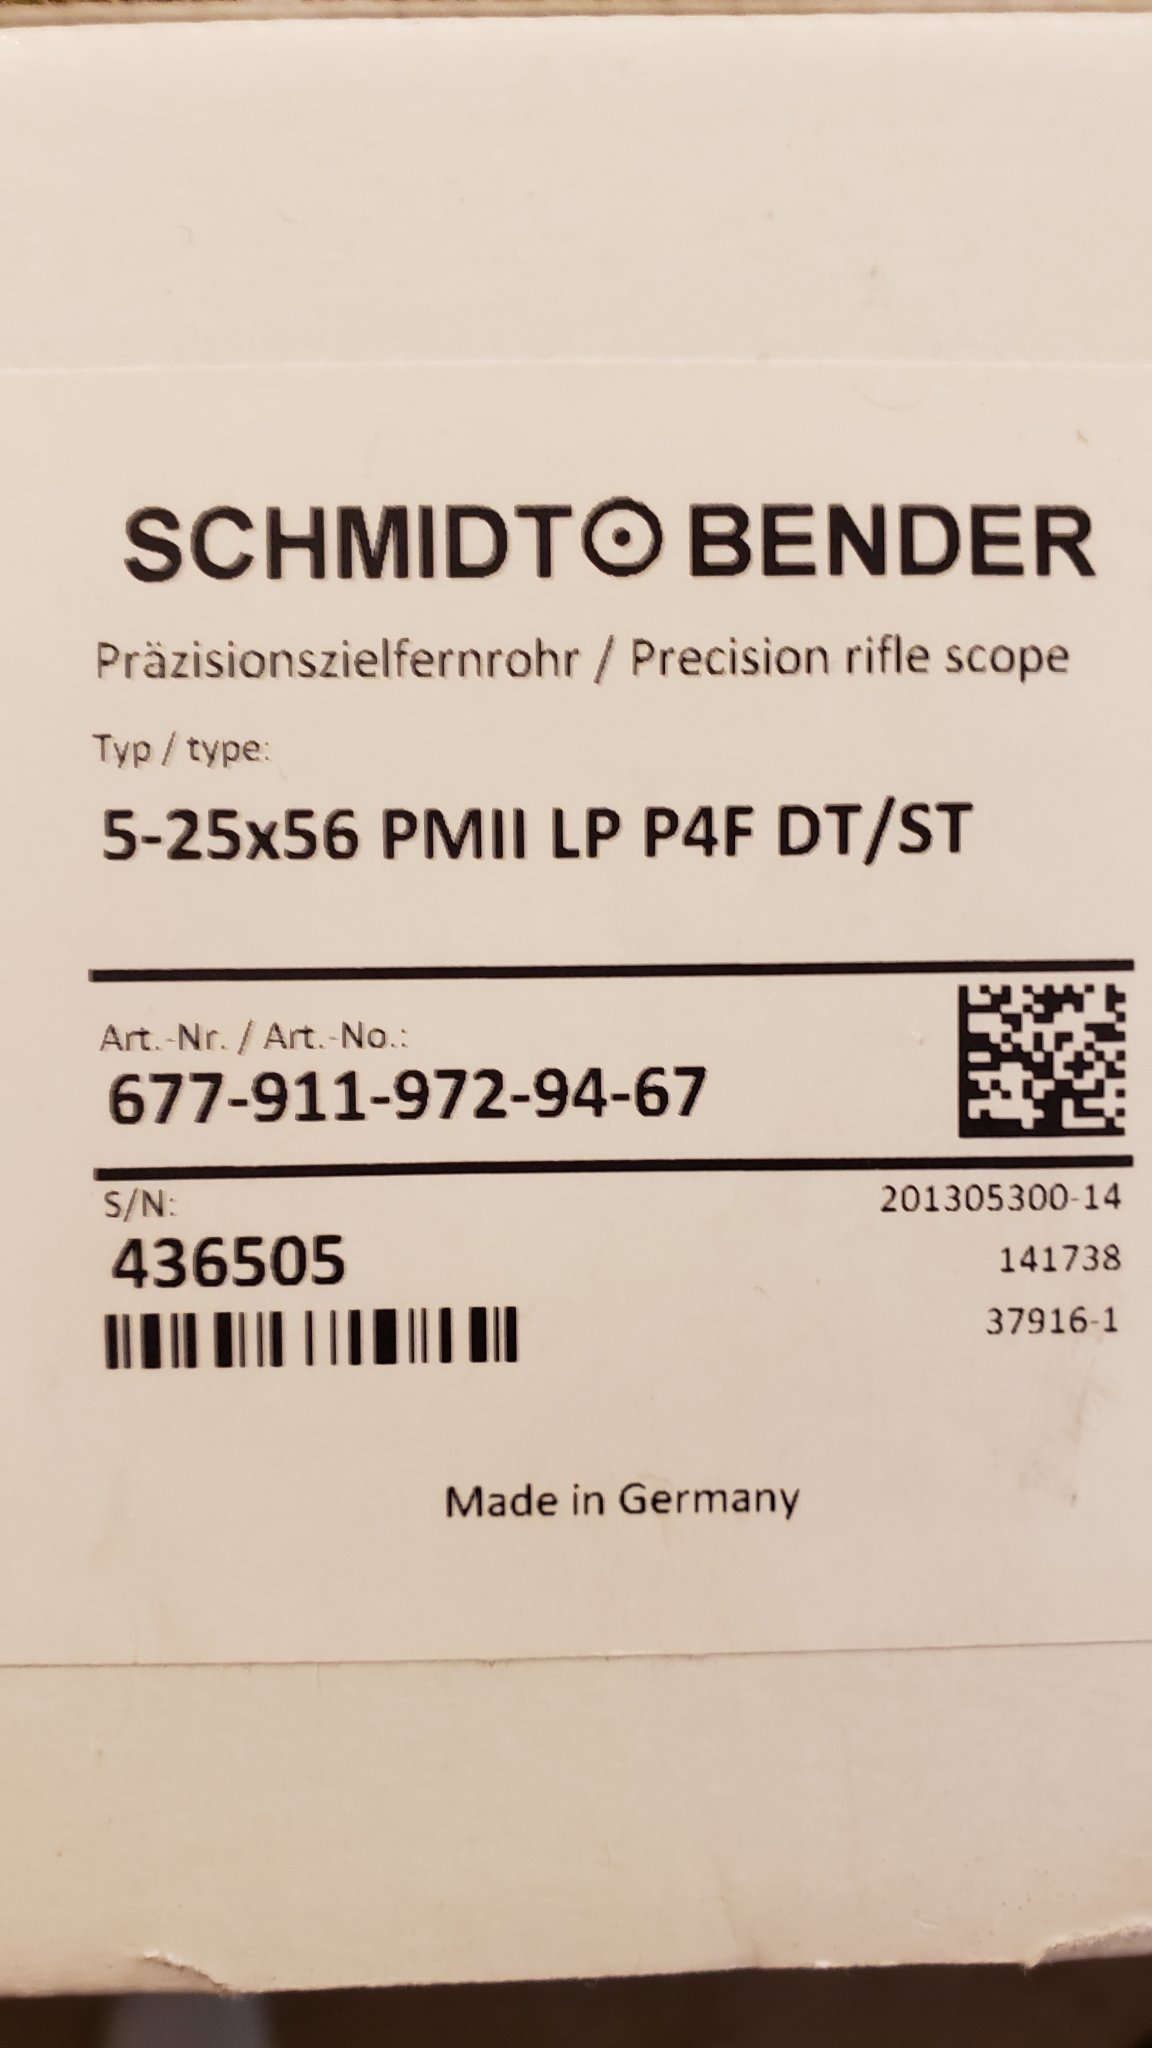 SCHMIDT BENDER
Präzisionszielfernrohr / Precision rifle scope
Typ / type:
5-25x56 PMII LP P4F DT/ST
Art.-Nr. / Art.-No.:
677-911-972-94-67
S/N:
436505
201305300-14
141738
37916-1
Made in Germany